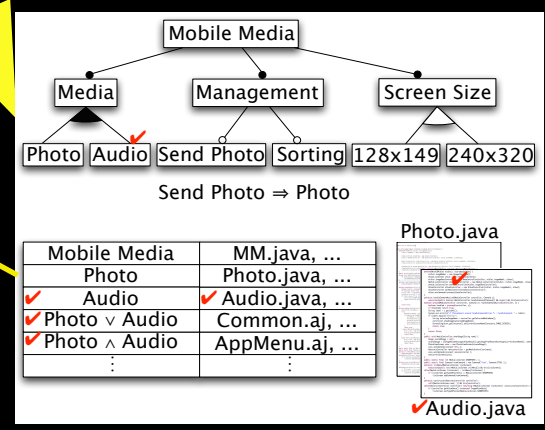 Mobile Media
Media Management Screen Size
Photo Audio Send Photo Sorting 128x149 240x320
Send Photo ⇒ Photo
Photo.java
Mobile Media MM.java, ...
Photo Photo.java, ...
✔ Audio ✔ Audio.java, ...
✔ Photo ∨ Audio Common.aj, ...
✔ Photo ∧ Audio AppMenu.aj, ...
⋮ ⋮
✔Audio.java